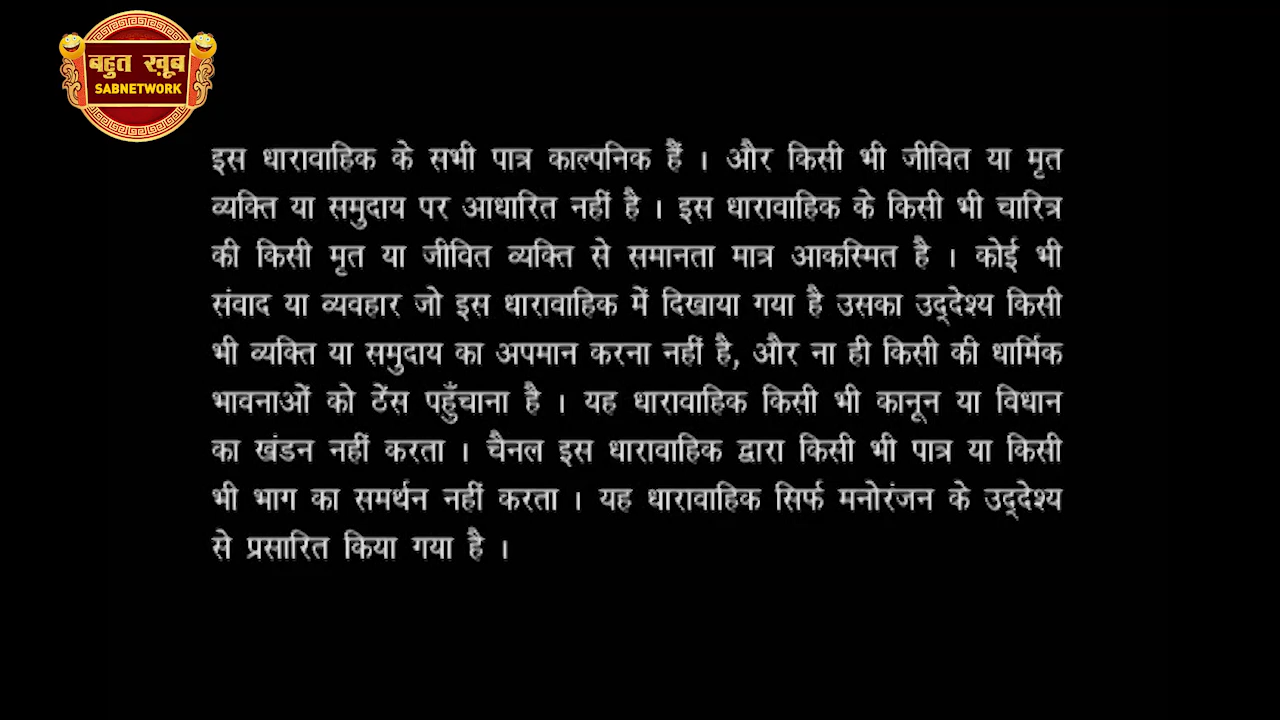 बहुत ख़ूब
SABNETWORK
इस धारावाहिक के सभी पात्र काल्पनिक हैं । और किसी भी जीवित या मृत
व्यक्ति या समुदाय पर आधारित नहीं है । इस धारावाहिक के किसी भी चारित्र
की किसी मृत या जीवित व्यक्ति से समानता मात्र आकस्मित है । कोई भी
संवाद या व्यवहार जो इस धारावाहिक में दिखाया गया है उसका उद्देश्य किसी
भी व्यक्ति या समुदाय का अपमान करना नहीं है, और ना ही किसी की धार्मिक
भावनाओं को टेंस पहुँचाना है । यह धारावाहिक किसी भी कानून या विधान
का खंडन नहीं करता । चैनल इस धारावाहिक द्वारा किसी भी पात्र या किसी
भी भाग का समर्थन नहीं करता । यह धारावाहिक सिर्फ मनोरंजन के उद्देश्य
से प्रसारित किया गया है ।